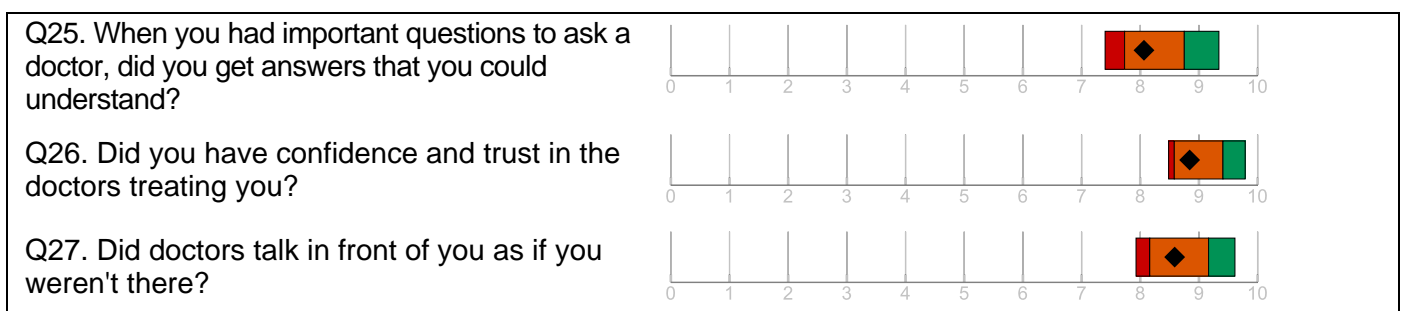 Q25. When you had important questions to ask a
doctor, did you get answers that you could
understand?
0 1 2 3 4 5 6 7 8 9 10
Q26. Did you have confidence and trust in the
doctors treating you?
0 1 2 3 4 5 6 7 8 9 10
Q27. Did doctors talk in front of you as if you
weren't there?
0 1 2 3 4 5 6 7 8 9 10